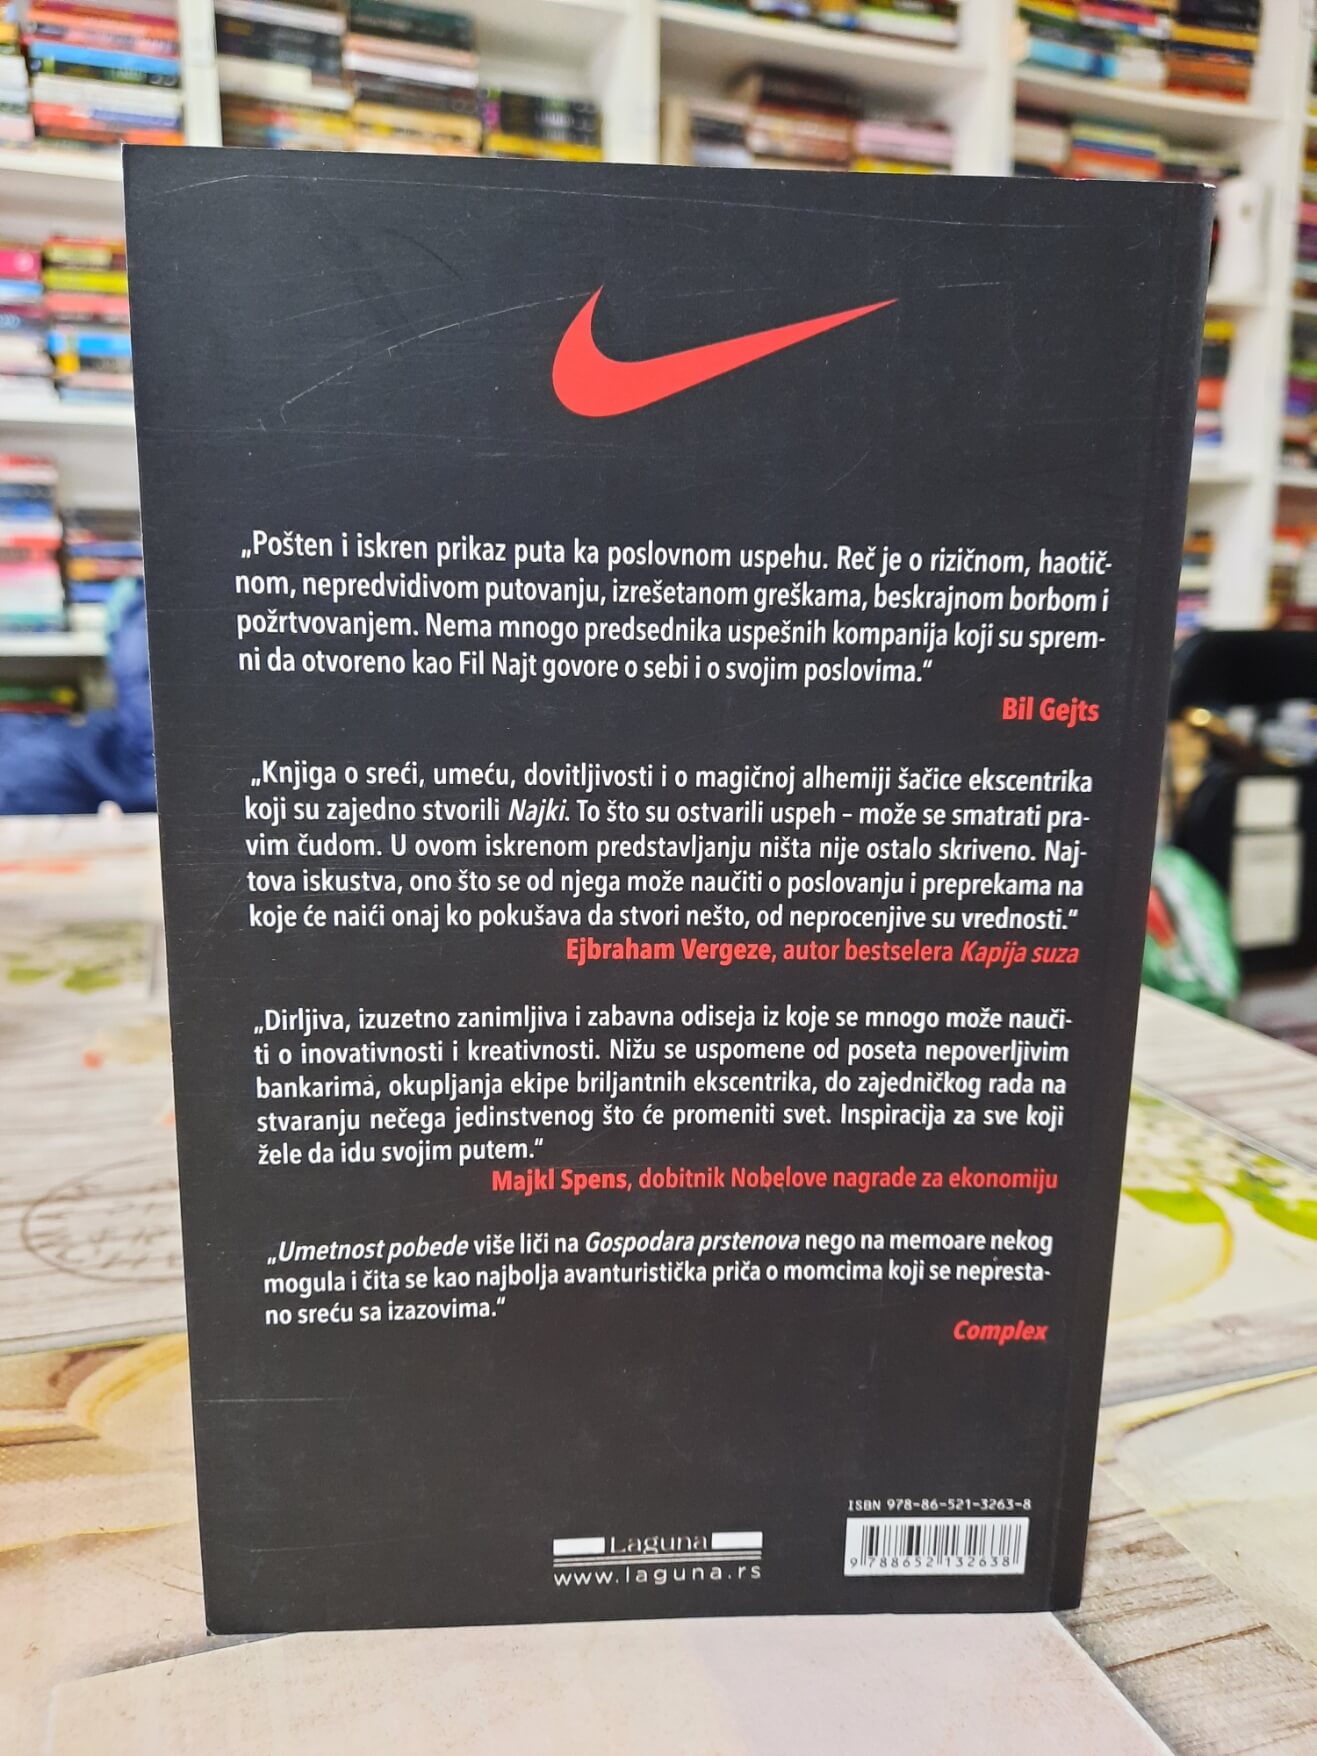 „Pošten i iskren prikaz puta ka poslovnom uspehu. Reč je o rizičnom, haotič-
nom, nepredvidivom putovanju, izrešetanom greškama, beskrajnom borbom i
požrtvovanjem. Nema mnogo predsednika uspešnih kompanija koji su sprem-
ni da otvoreno kao Fil Najt govore o sebi i o svojim poslovima.“
Bil Gejts
„Knjiga o sreći, umeću, dovitljivosti i o magičnoj alhemiji šačice ekscentrika
koji su zajedno stvorili Najki. To što su ostvarili uspeh – može se smatrati pra-
vim čudom. U ovom iskrenom predstavljanju ništa nije ostalo skriveno. Naj-
tova iskustva, ono što se od njega može naučiti o poslovanju i preprekama na
koje će naići onaj ko pokušava da stvori nešto, od neprocenjive su vrednosti.“
Ejbraham Vergeze, autor bestselera Kapija suza
„Dirljiva, izuzetno zanimljiva i zabavna odiseja iz koje se mnogo može nauči-
ti o inovativnosti i kreativnosti. Nižu se uspomene od poseta nepoverljivim
bankarima, okupljanja ekipe briljantnih ekscentrika, do zajedničkog rada na
stvaranju nečega jedinstvenog što će promeniti svet. Inspiracija za sve koji
žele da idu svojim putem.“
Majkl Spens, dobitnik Nobelove nagrade za ekonomiju
„Umetnost pobede više liči na Gospodara prstenova nego na memoare nekog
mogula i čita se kao najbolja avanturistička priča o momcima koji se nepresta-
no sreću sa izazovima.“
Complex
ISBN 978-86-521-3263-8
9 788652 132638
Laguna
www.laguna.rs